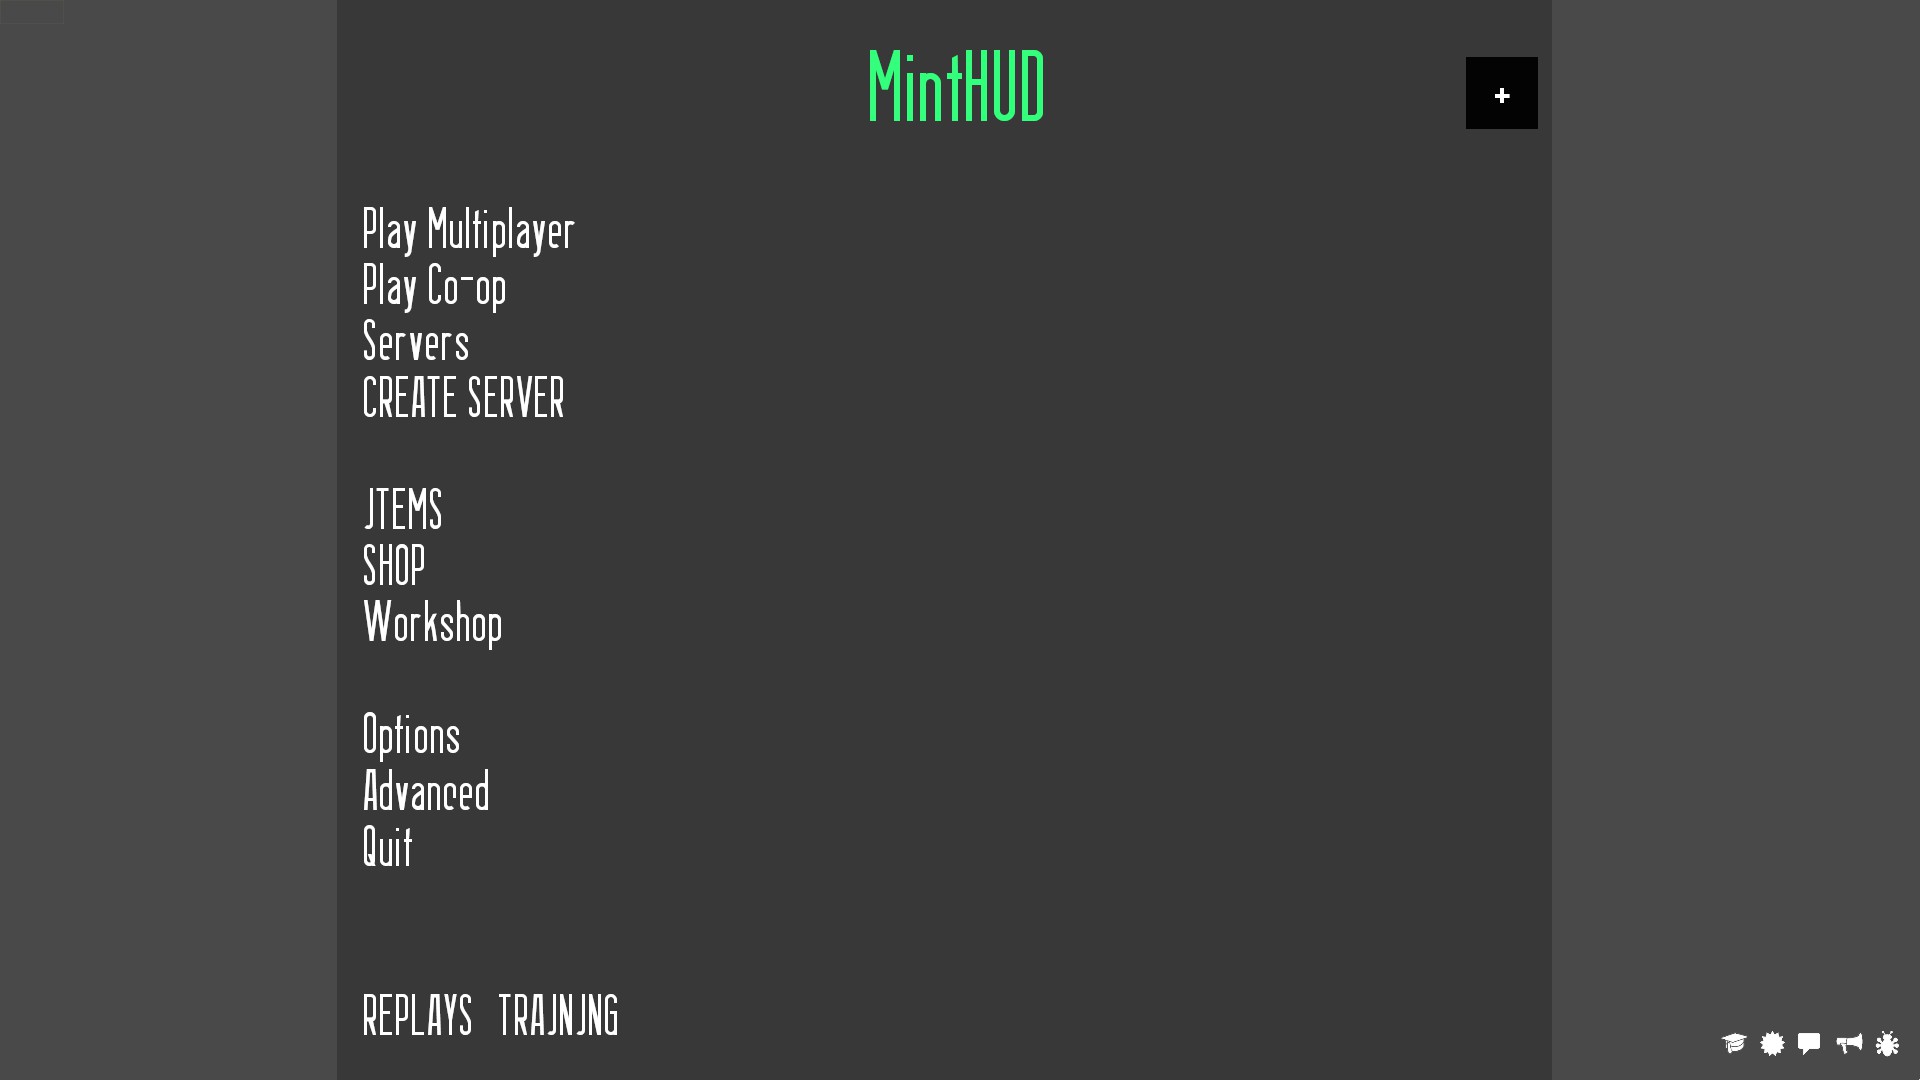 MintHUD
+
Play Multiplayer
Play Co-op
Servers
CREATE SERVER
JTEMS
SHOP
Workshop
Options
Advanced
Quit
REPLAYS TRAJNJNG